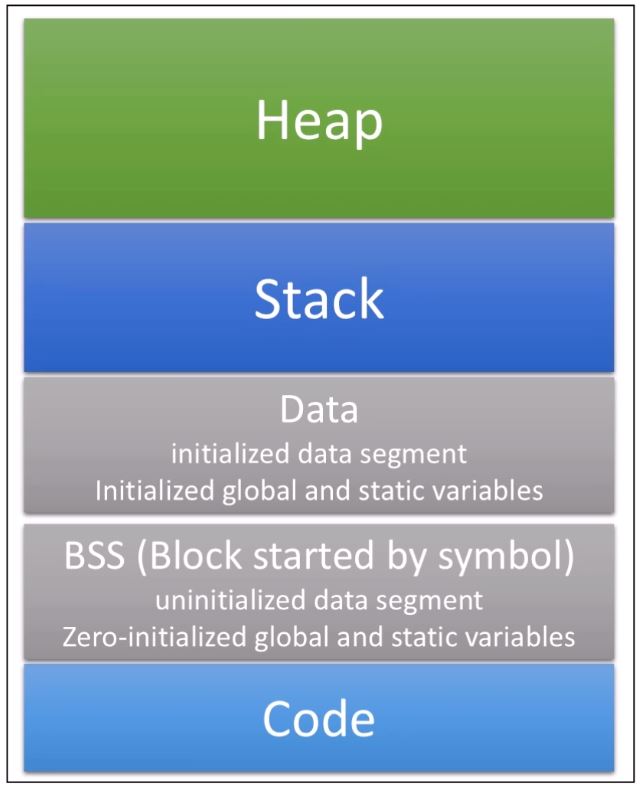 Heap
Stack
Data
initialized data segment
Initialized global and static variables
BSS (Block started by symbol)
uninitialized data segment
Zero-initialized global and static variables
Code